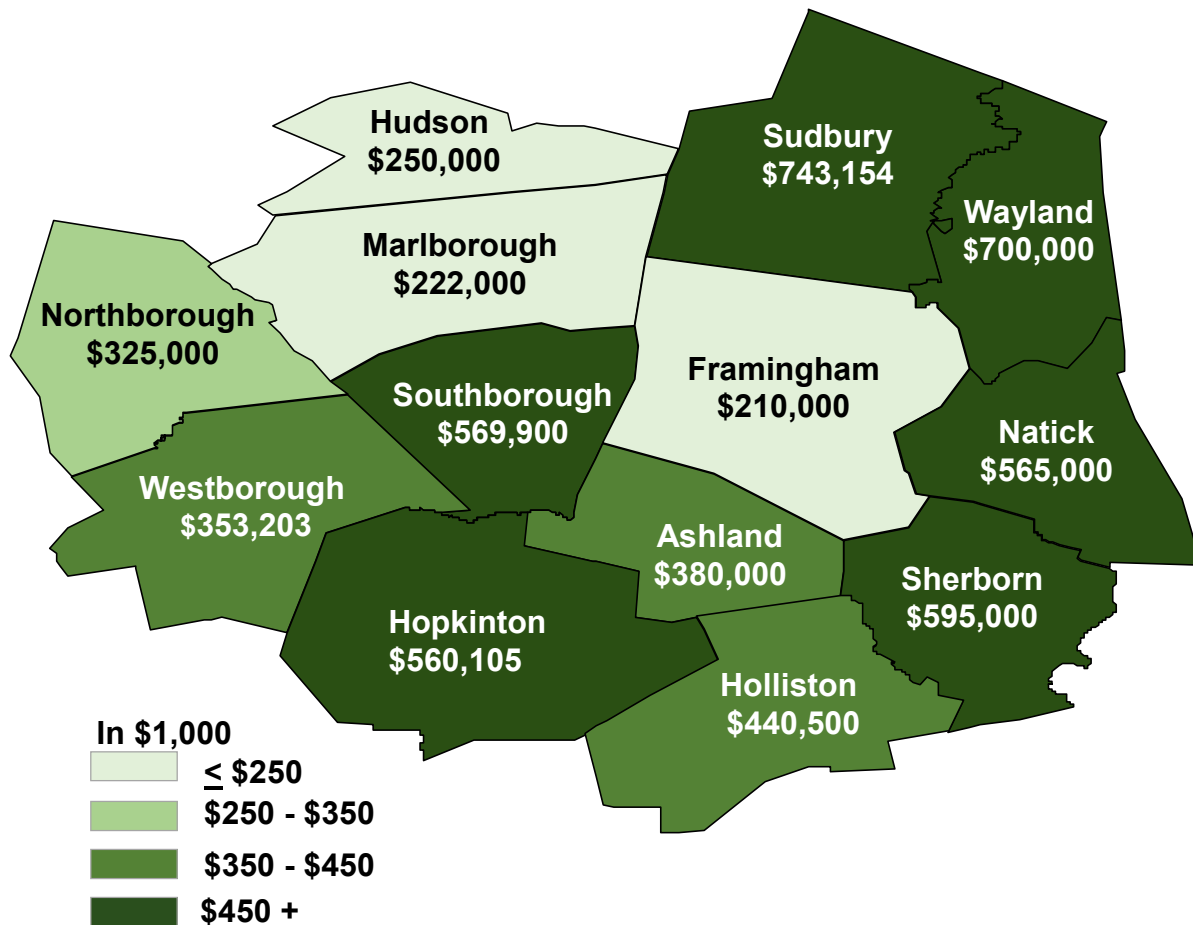 Hudson
$250,000
Sudbury
$743,154
Wayland
$700,000
Marlborough
$222,000
Northborough
$325,000
Framingham
$210,000
Southborough
$569,900
Natick
$565,000
Westborough
$353,203
Ashland
$380,000
Sherborn
$595,000
Hopkinton
$560,105
Holliston
$440,500
In $1,000
≤ $250
$250 - $350
$350 - $450
$450 +